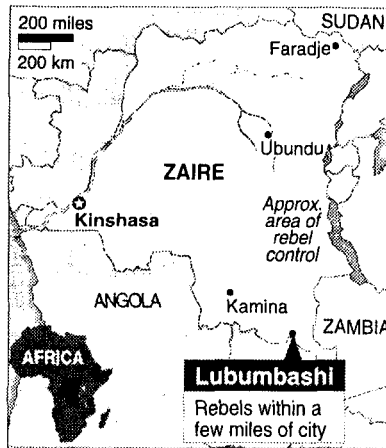 200 miles
200 km
SUDAN
Faradje
Ubundu
ZAIRE
Kinshasa
Approx.
area of
rebel
control
ANGOLA
Kamina
ZAMBIA
AFRICA
Lubumbashi
Rebels within a
few miles of city